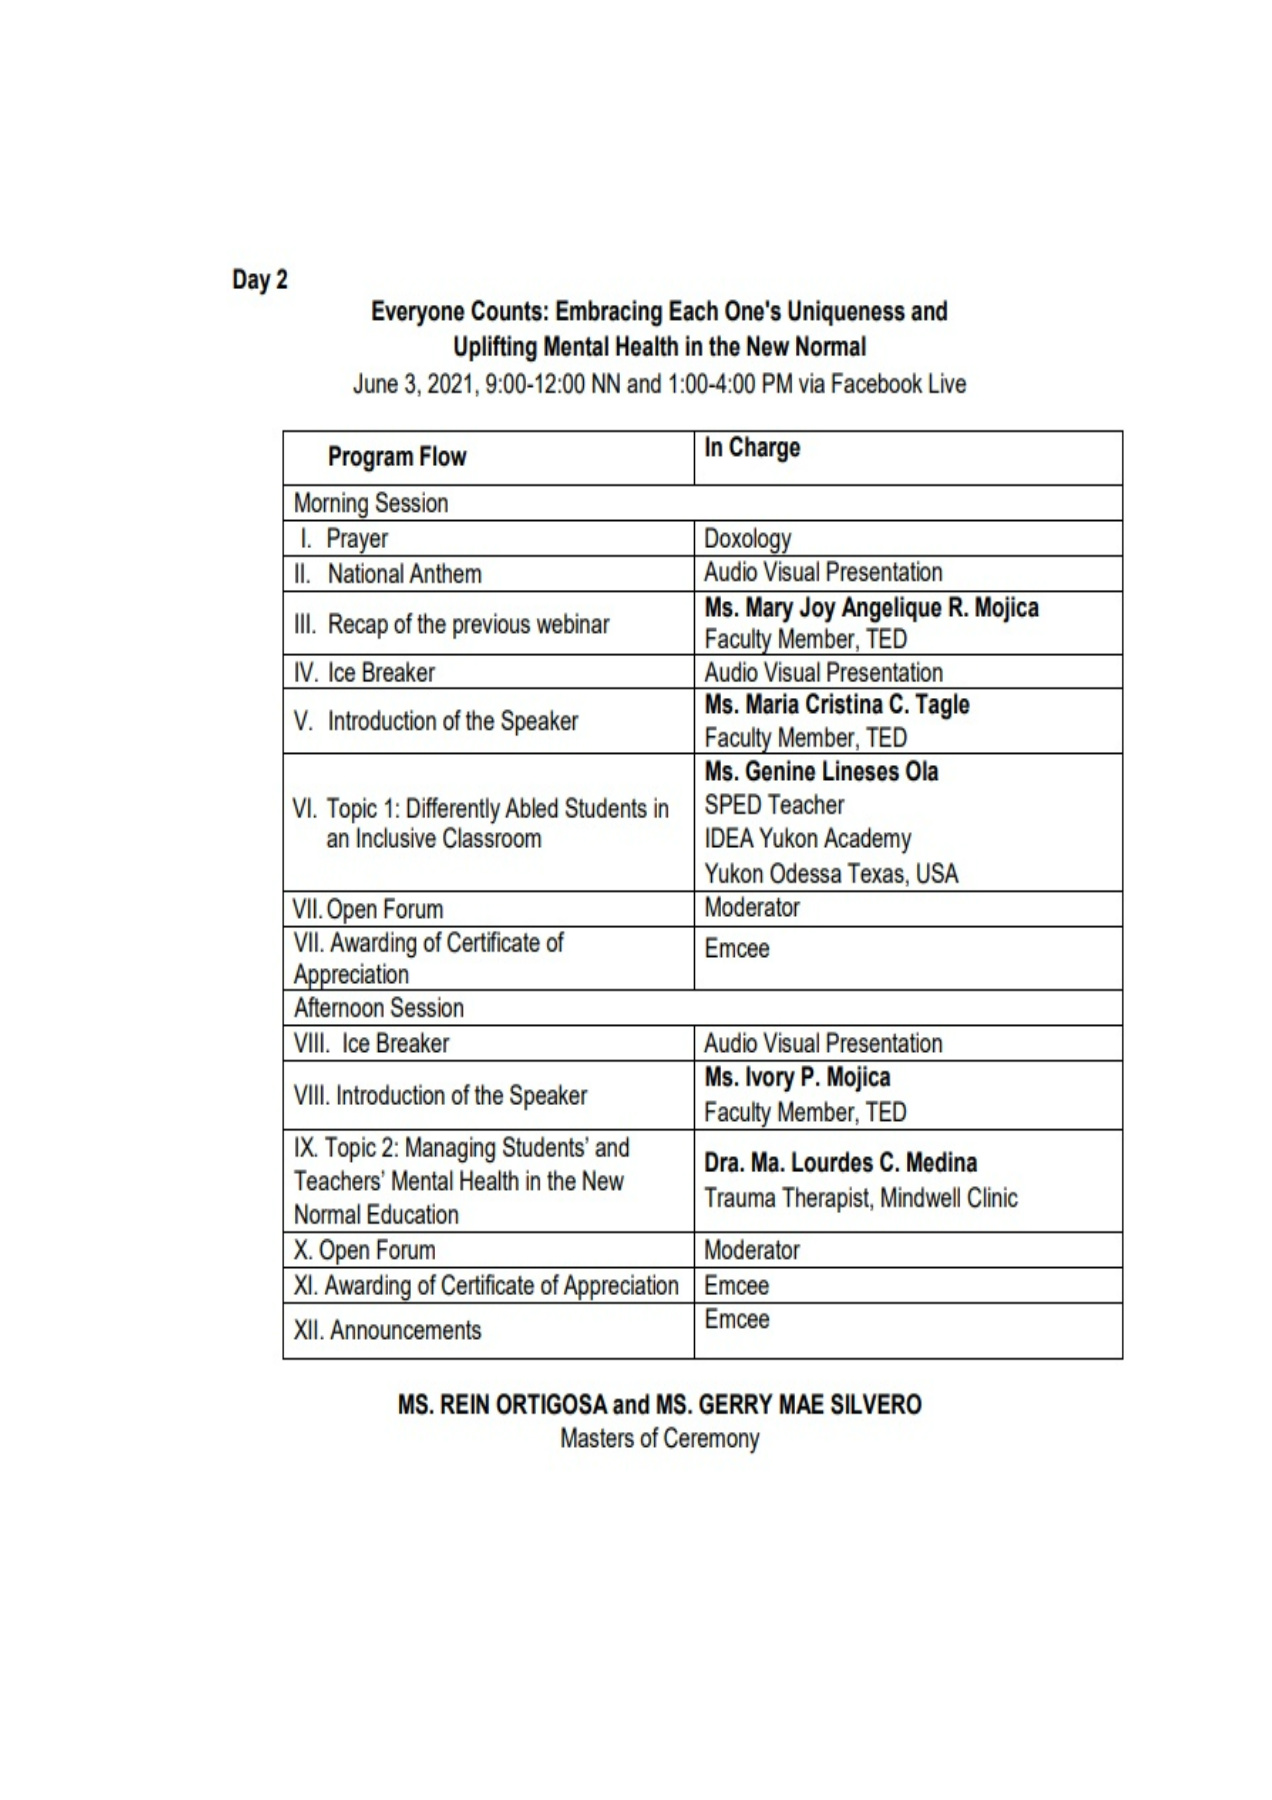 Day 2
Everyone Counts: Embracing Each One's Uniqueness and
Uplifting Mental Health in the New Normal
June 3, 2021, 9:00-12:00 NN and 1:00-4:00 PM via Facebook Live
Program Flow
In Charge
Morning Session
I. Prayer
Doxology
II. National Anthem
Audio Visual Presentation
III. Recap of the previous webinar
Ms. Mary Joy Angelique R. Mojica
Faculty Member, TED
IV. Ice Breaker
Audio Visual Presentation
V. Introduction of the Speaker
Ms. Maria Cristina C. Tagle
Faculty Member, TED
VI. Topic 1: Differently Abled Students in
an Inclusive Classroom
Ms. Genine Lineses Ola
SPED Teacher
IDEA Yukon Academy
Yukon Odessa Texas, USA
VII. Open Forum
Moderator
VII. Awarding of Certificate of
Appreciation
Emcee
Afternoon Session
VIII. Ice Breaker
Audio Visual Presentation
VIII. Introduction of the Speaker
Ms. Ivory P. Mojica
Faculty Member, TED
IX. Topic 2: Managing Students’ and
Teachers’ Mental Health in the New
Normal Education
Dra. Ma. Lourdes C. Medina
Trauma Therapist, Mindwell Clinic
X. Open Forum
Moderator
XI. Awarding of Certificate of Appreciation
Emcee
XII. Announcements
Emcee
MS. REIN ORTIGOSA and MS. GERRY MAE SILVERO
Masters of Ceremony